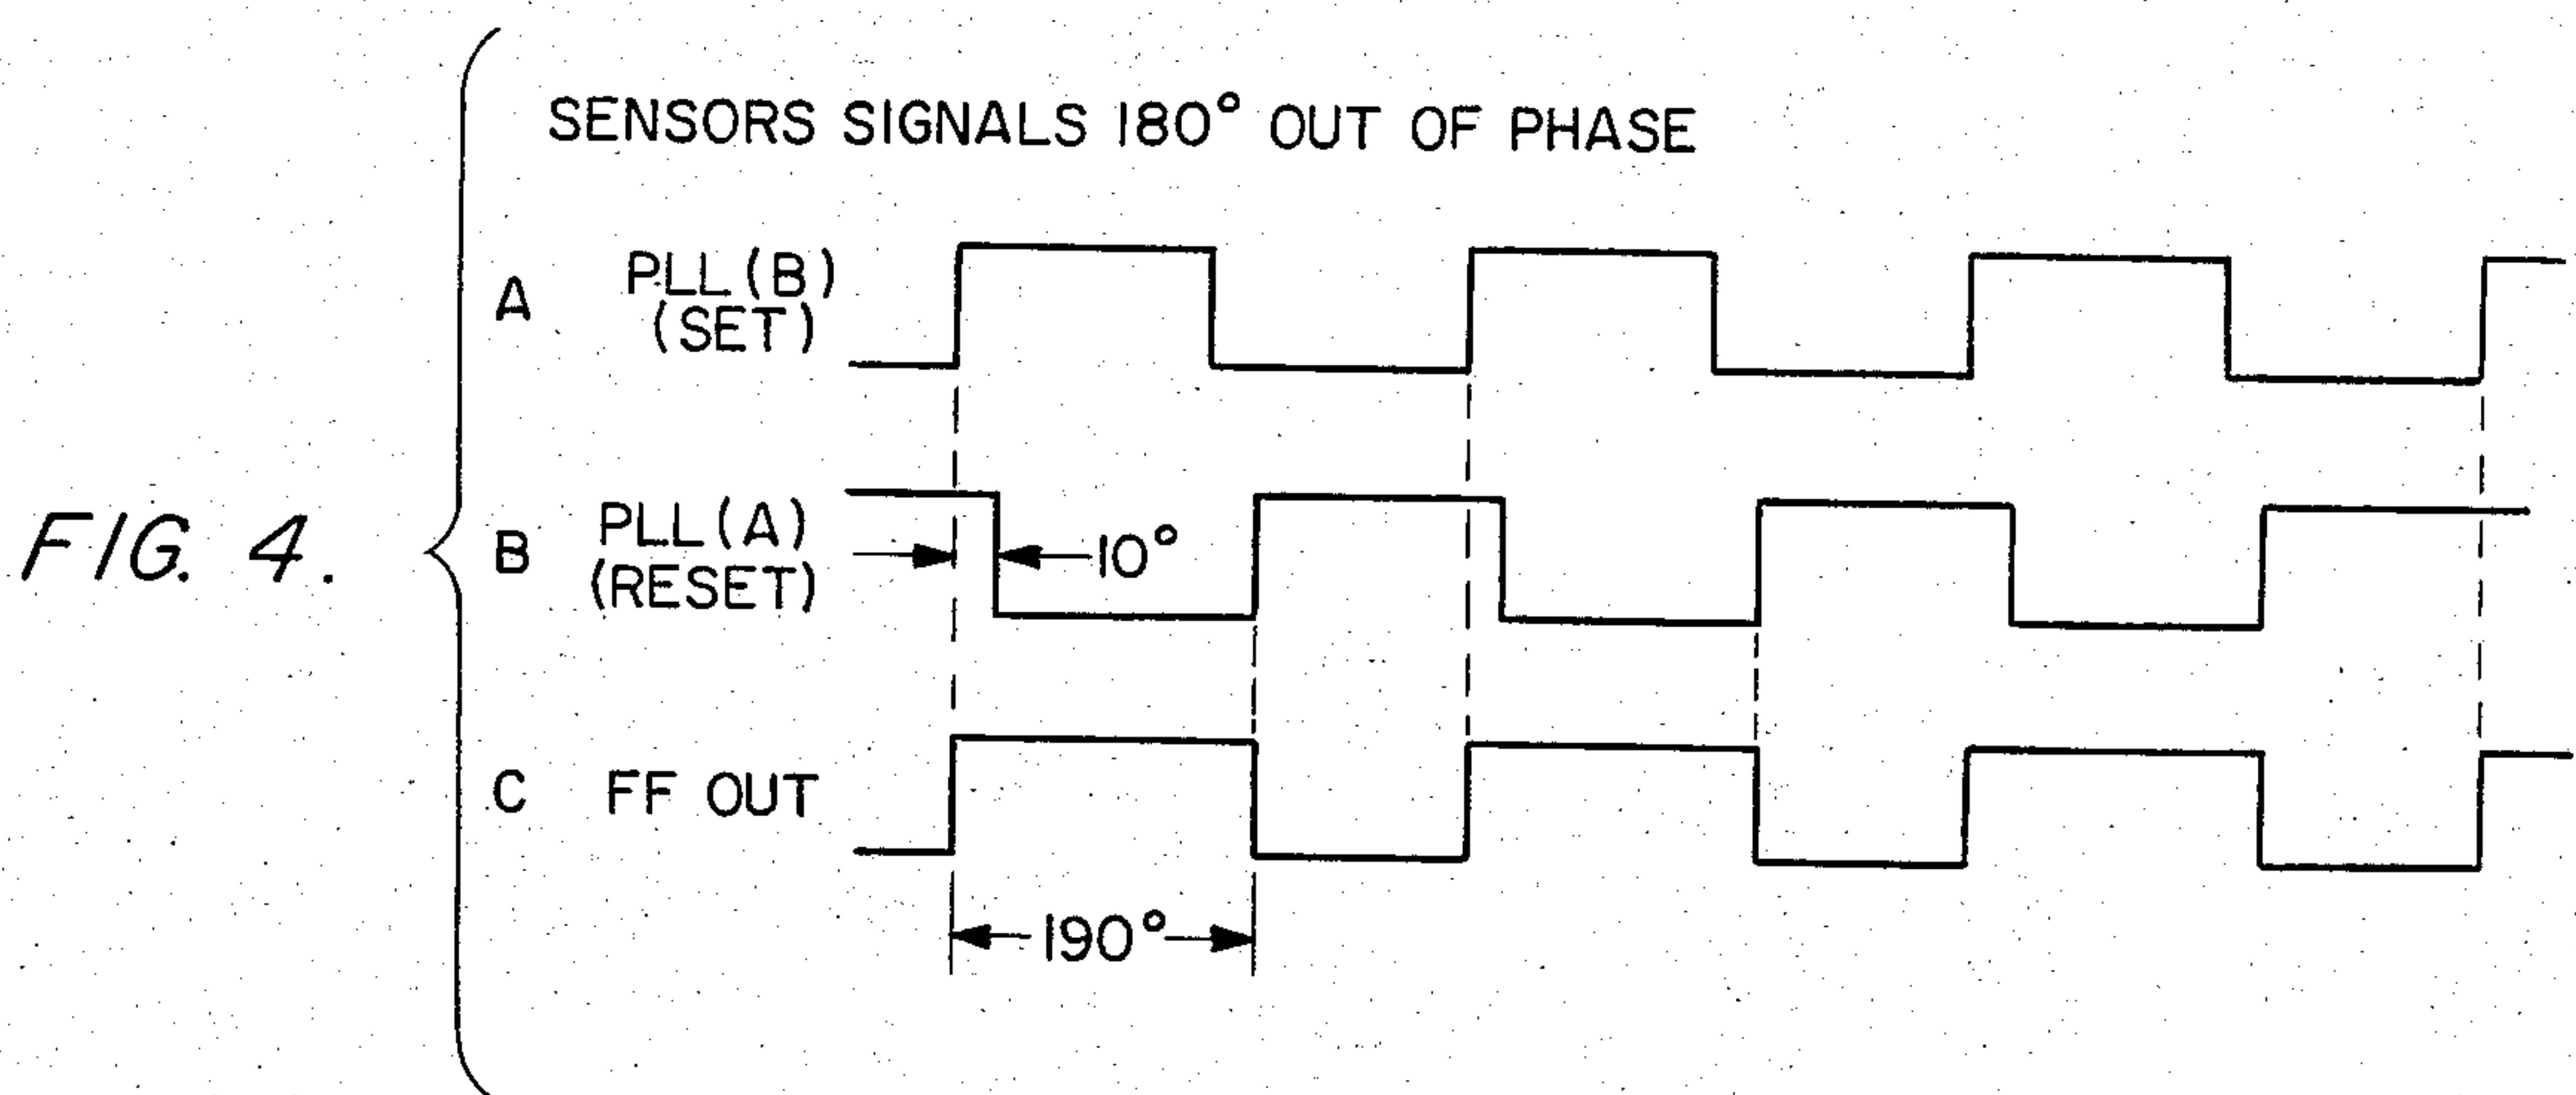 SENSORS SIGNALS 180° OUT OF PHASE
A PLL(B)
(SET)
FIG. 4.
B PLL(A)
(RESET)
10°
C FF OUT
190°